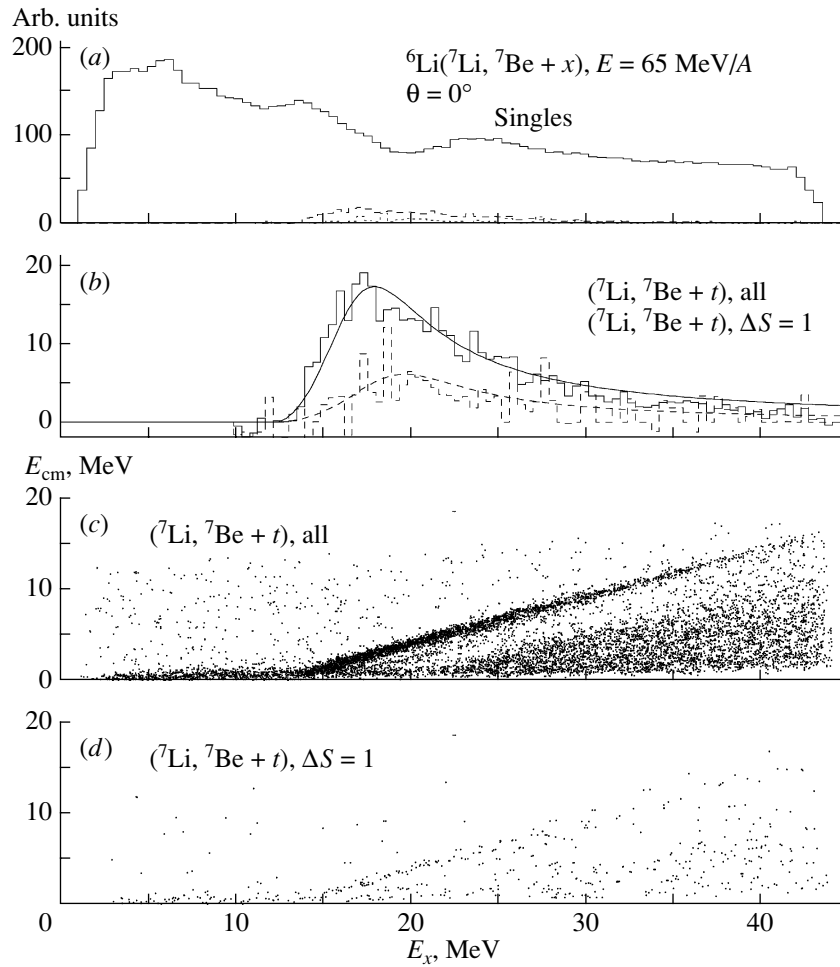 Arb. units
200
100
0
(a)
⁶Li(⁷Li, ⁷Be + x), E = 65 MeV/A
θ = 0°
Singles
20
10
0
(b)
(⁷Li, ⁷Be + t), all
(⁷Li, ⁷Be + t), ΔS = 1
E_cm, MeV
20
10
0
(c)
(⁷Li, ⁷Be + t), all
20
10
0
(d)
(⁷Li, ⁷Be + t), ΔS = 1
10 20 30 40
E_x, MeV